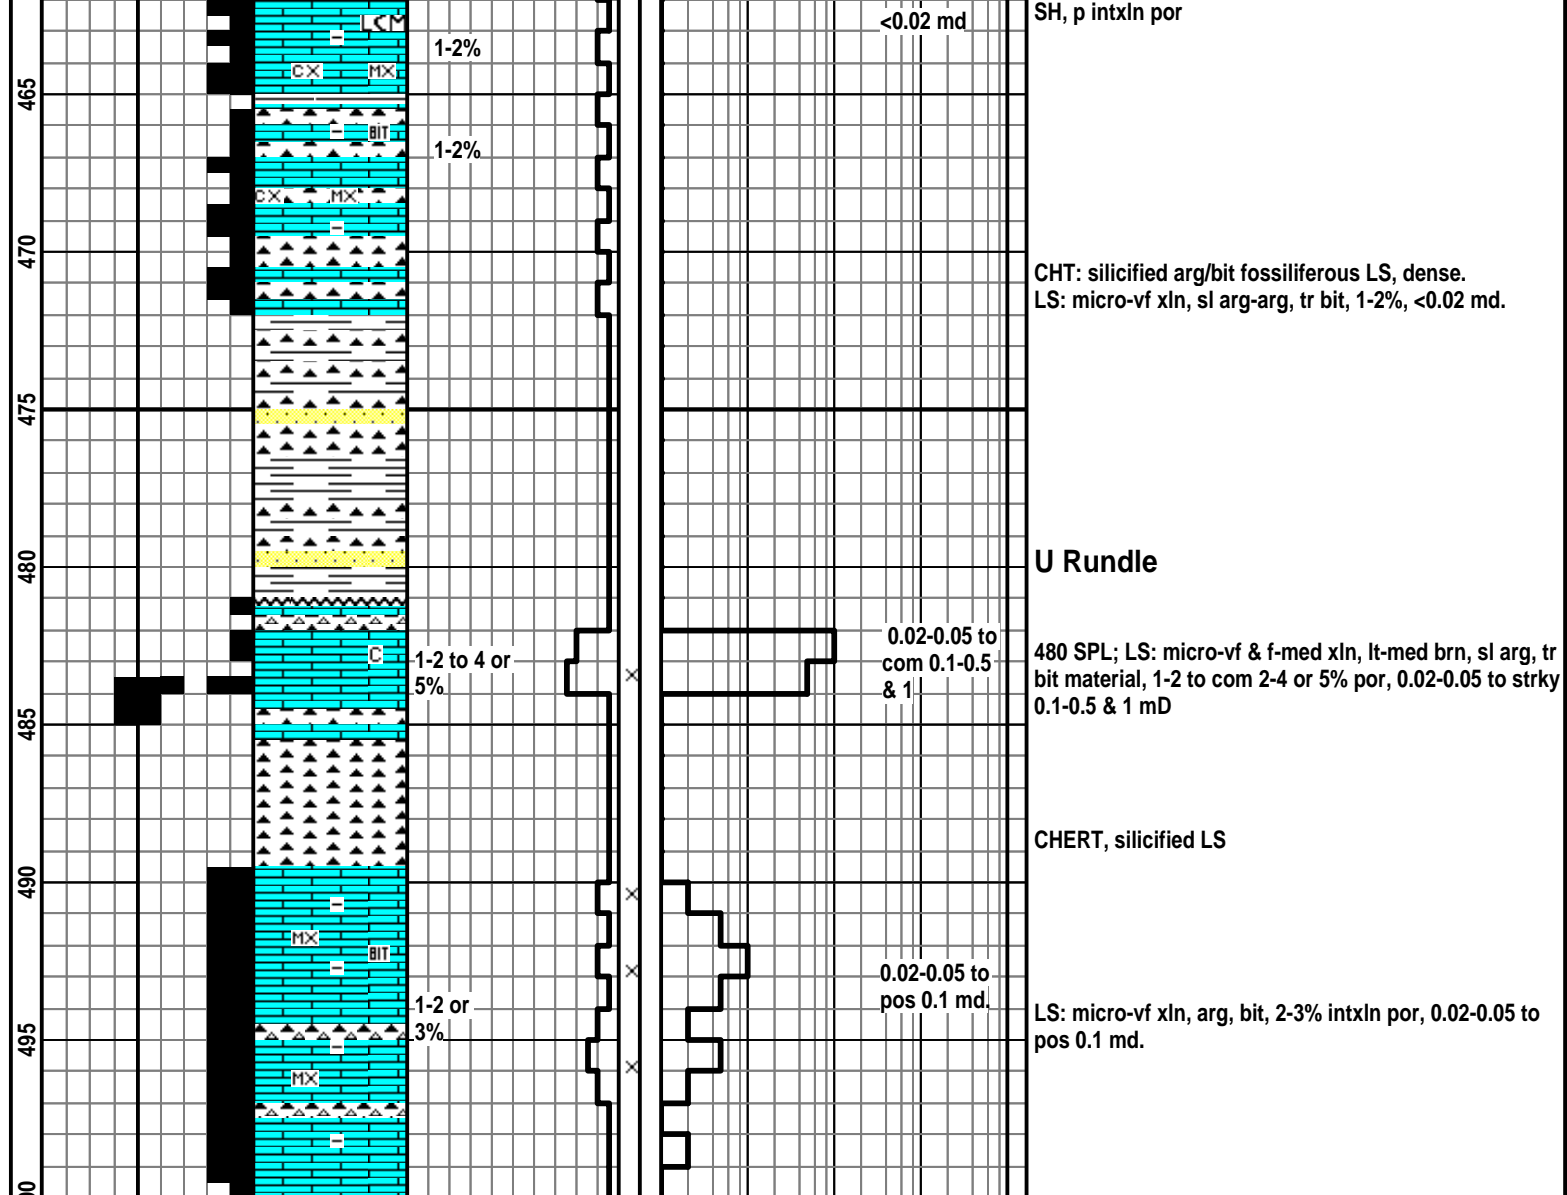 SH, p intxln por
<0.02 md
LCM
1-2%
CX MX
465
BIT
1-2%
CX MX
470
CHT: silicified arg/bit fossiliferous LS, dense.
LS: micro-vf xln, sl arg-arg, tr bit, 1-2%, <0.02 md.
475
480
U Rundle
C
1-2 to 4 or
5%
0.02-0.05 to
com 0.1-0.5
& 1
480 SPL; LS: micro-vf & f-med xln, lt-med brn, sl arg, tr
bit material, 1-2 to com 2-4 or 5% por, 0.02-0.05 to strky
0.1-0.5 & 1 mD
485
CHERT, silicified LS
490
MX
BIT
0.02-0.05 to
pos 0.1 md.
1-2 or
3%
LS: micro-vf xln, arg, bit, 2-3% intxln por, 0.02-0.05 to
pos 0.1 md.
495
MX